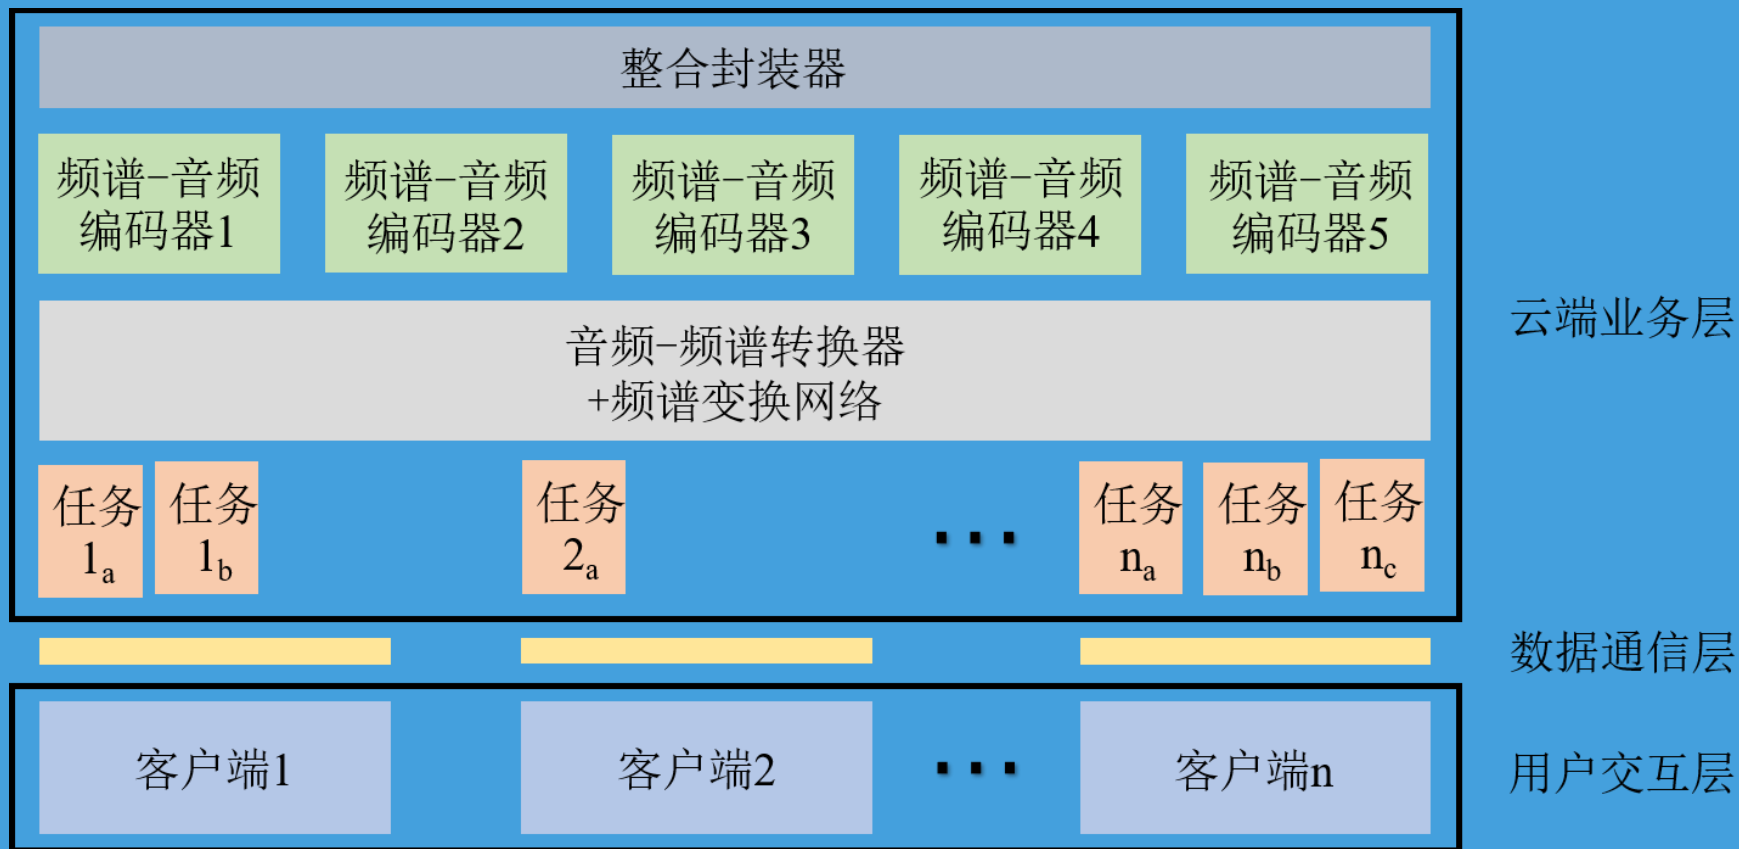 整合封装器
频谱-音频
编码器1
频谱-音频
编码器2
频谱-音频
编码器3
频谱-音频
编码器4
频谱-音频
编码器5
音频-频谱转换器
+频谱变换网络
云端业务层
任务
1a
任务
1b
任务
2a
...
任务
na
任务
nb
任务
nc
数据通信层
客户端1
客户端2
...
客户端n
用户交互层